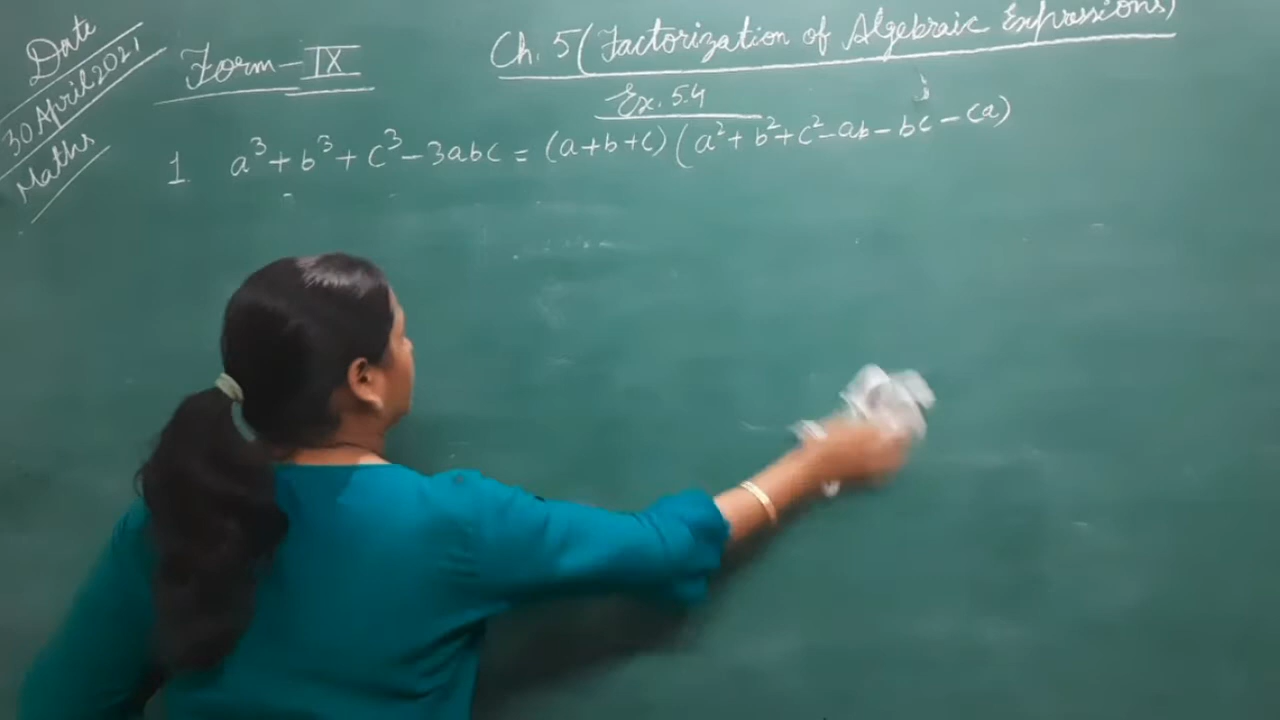 Date
30 April 2021
Maths
Form - IX
Ch. 5 (Factorization of Algebraic Expressions)
Ex. 5.4
1. a³ + b³ + c³ - 3abc = (a+b+c) (a² + b² + c² - ab - bc - ca)